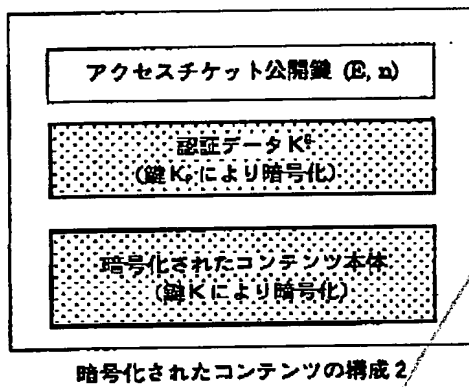 アクセスチケット公開鍵 (E, n)
認証データ K
(鍵 K により暗号化)
暗号化されたコンテンツ本体
(鍵 K により暗号化)
暗号化されたコンテンツの構成 2